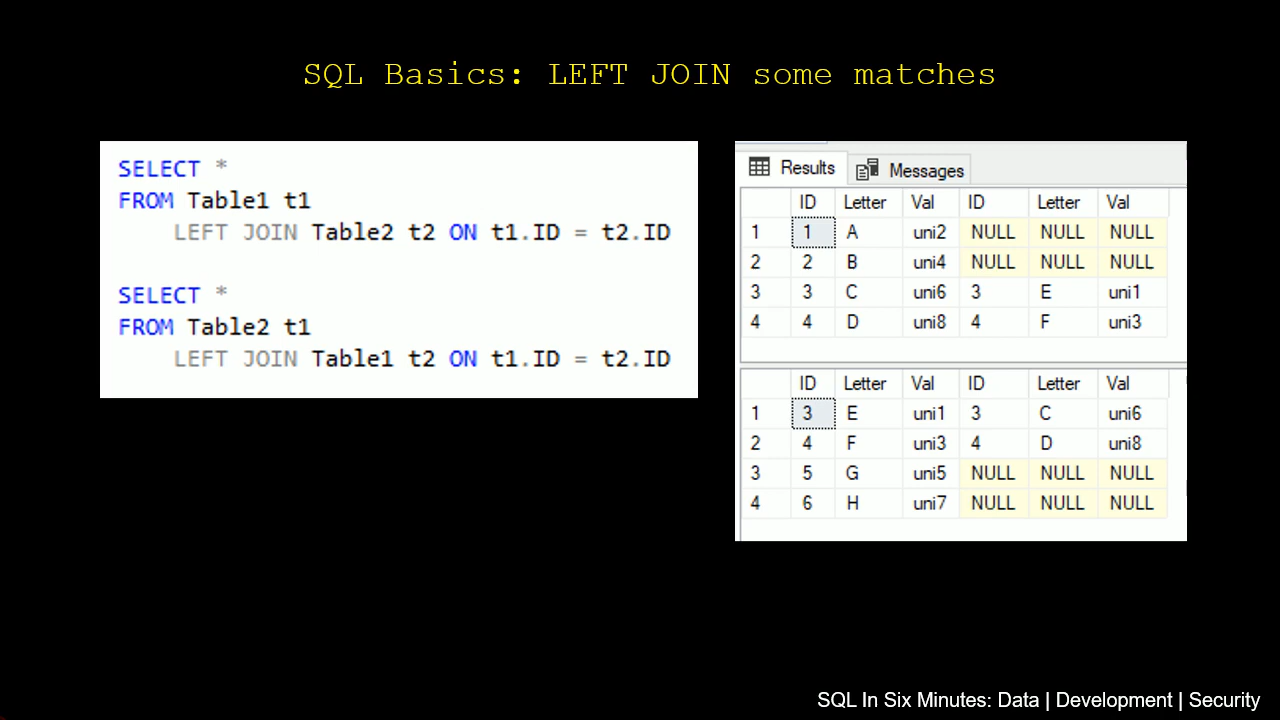 SQL Basics: LEFT JOIN some matches
SELECT *
FROM Table1 t1
LEFT JOIN Table2 t2 ON t1.ID = t2.ID
SELECT *
FROM Table2 t1
LEFT JOIN Table1 t2 ON t1.ID = t2.ID
Results Messages
ID Letter Val ID Letter Val
1 1 A uni2 NULL NULL NULL
2 2 B uni4 NULL NULL NULL
3 3 C uni6 3 E uni1
4 4 D uni8 4 F uni3
ID Letter Val ID Letter Val
1 3 E uni1 3 C uni6
2 4 F uni3 4 D uni8
3 5 G uni5 NULL NULL NULL
4 6 H uni7 NULL NULL NULL
SQL In Six Minutes: Data | Development | Security